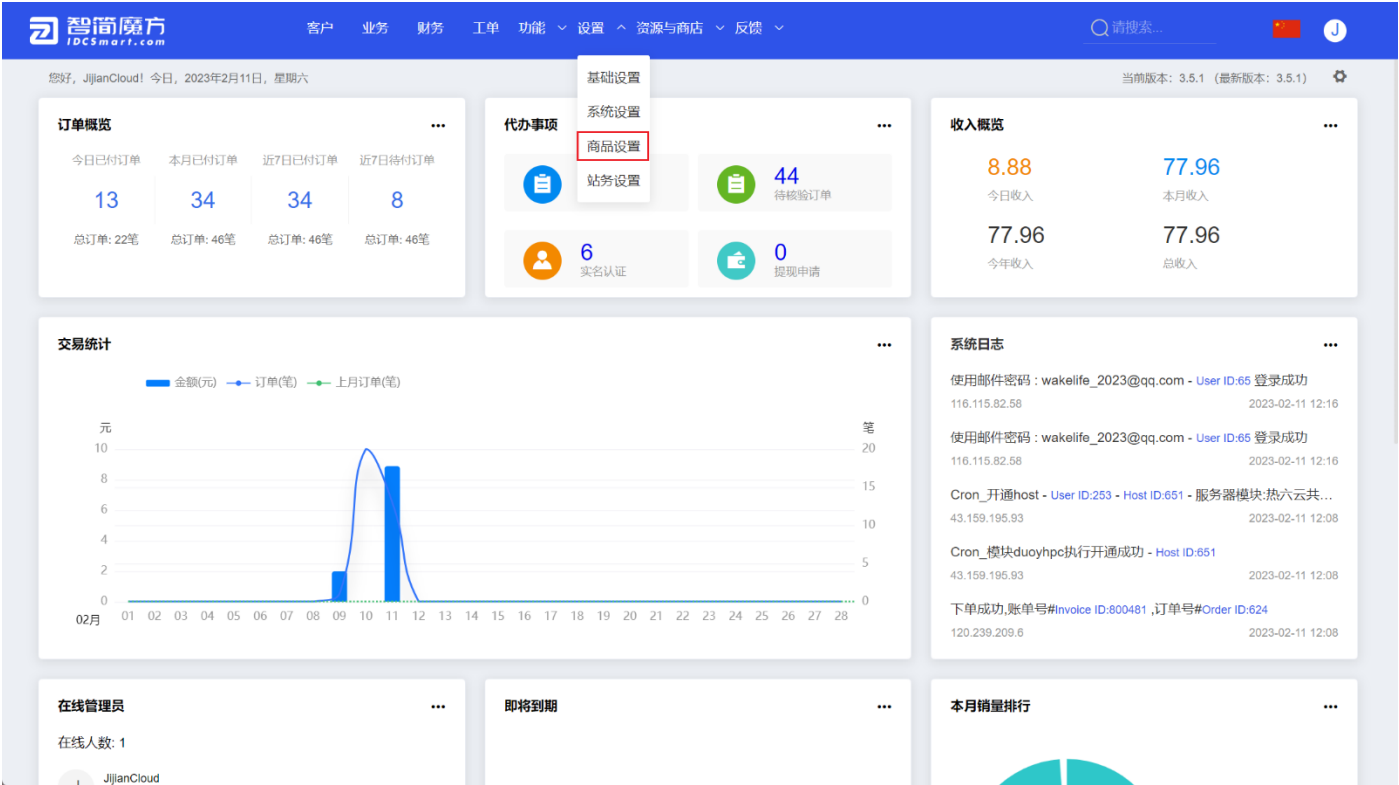 智简魔方
IDCSmart.com
客户 业务 财务 工单 功能 设置 资源与商店 反馈
请搜索...
J
您好，JijianCloud！今日，2023年2月11日，星期六
当前版本：3.5.1 （最新版本：3.5.1）
基础设置
系统设置
商品设置
站务设置
订单概览
今日已付订单 本月已付订单 近7日已付订单 近7日待付订单
13 34 34 8
总订单: 22笔 总订单: 46笔 总订单: 46笔 总订单: 46笔
代办事项
44
待核验订单
6
实名认证
0
提现申请
收入概览
8.88 77.96
今日收入 本月收入
77.96 77.96
今年收入 总收入
交易统计
金额(元) 订单(笔) 上月订单(笔)
元 笔
10 20
8
15
6
10
4
5
2
0 0
02月 01 02 03 04 05 06 07 08 09 10 11 12 13 14 15 16 17 18 19 20 21 22 23 24 25 26 27 28
系统日志
使用邮件密码 : wakelife_2023@qq.com - User ID:65 登录成功
116.115.82.58 2023-02-11 12:16
使用邮件密码 : wakelife_2023@qq.com - User ID:65 登录成功
116.115.82.58 2023-02-11 12:16
Cron_开通host - User ID:253 - Host ID:651 - 服务器模块:热六云共…
43.159.195.93 2023-02-11 12:08
Cron_模块duoyhpc执行开通成功 - Host ID:651
43.159.195.93 2023-02-11 12:08
下单成功,账单号#Invoice ID:800481 ,订单号#Order ID:624
120.239.209.6 2023-02-11 12:08
在线管理员
在线人数: 1
JijianCloud
即将到期
本月销量排行